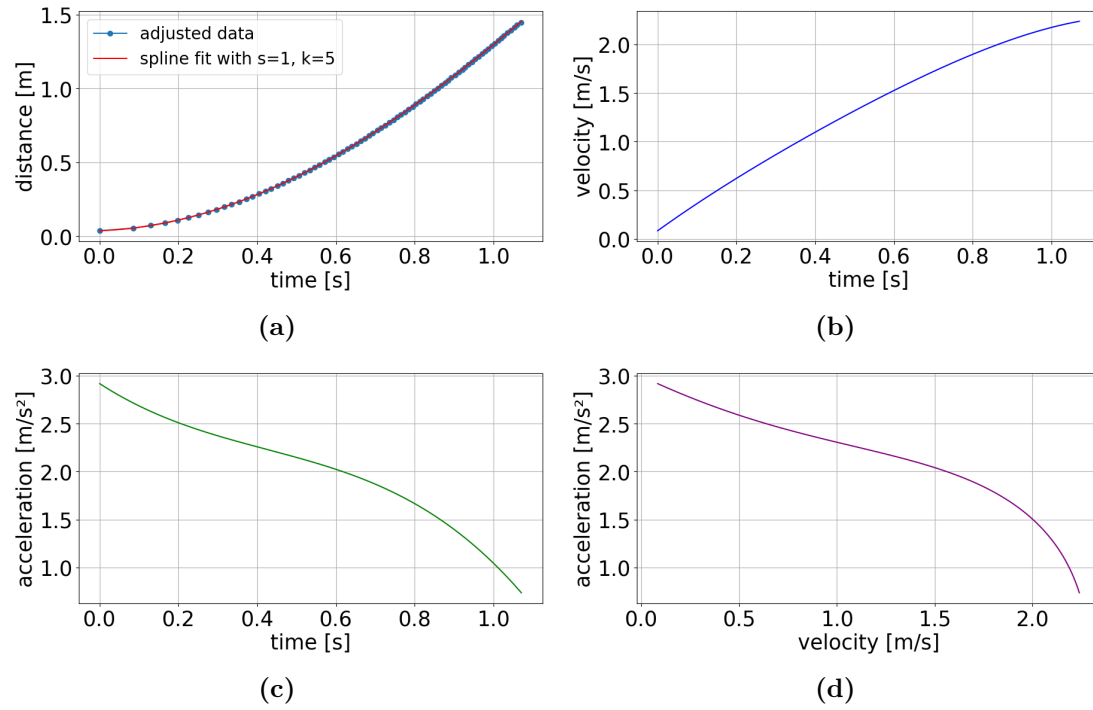 1.5
1.0
0.5
0.0
distance [m]
adjusted data
spline fit with s=1, k=5
0.0 0.2 0.4 0.6 0.8 1.0
time [s]
(a)
2.0
1.5
1.0
0.5
0.0
velocity [m/s]
0.0 0.2 0.4 0.6 0.8 1.0
time [s]
(b)
3.0
2.5
2.0
1.5
1.0
acceleration [m/s²]
0.0 0.2 0.4 0.6 0.8 1.0
time [s]
(c)
3.0
2.5
2.0
1.5
1.0
acceleration [m/s²]
0.0 0.5 1.0 1.5 2.0
velocity [m/s]
(d)